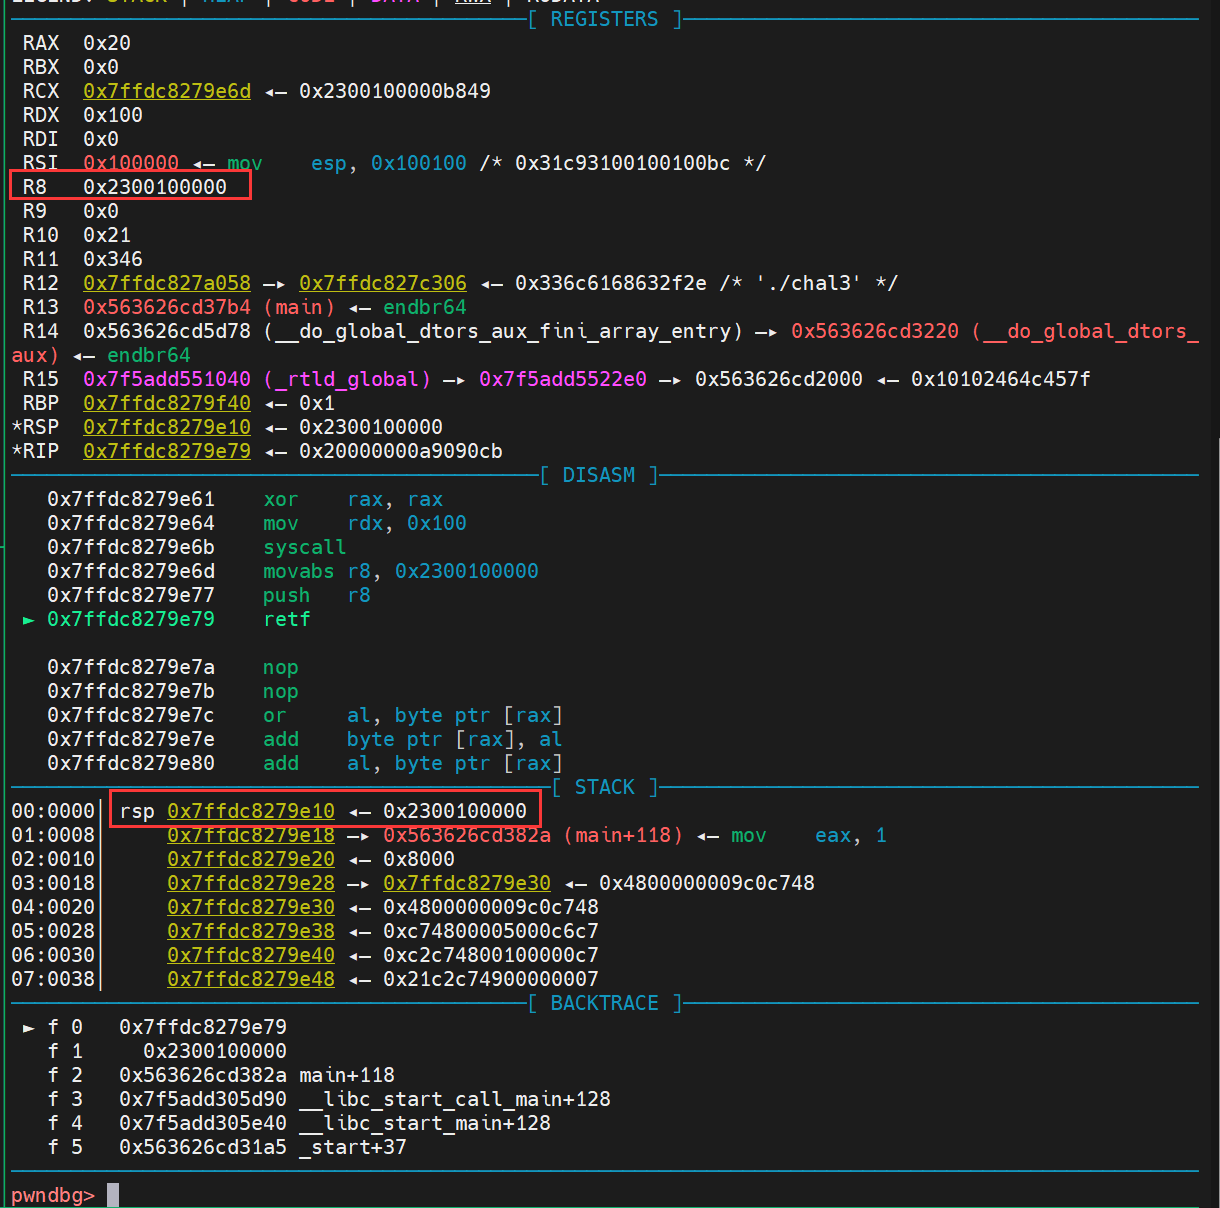 LEGEND: STACK | HEAP | CODE | DATA | RWX | RODATA
[ REGISTERS ]
RAX  0x20
RBX  0x0
RCX  0x7ffdc8279e6d ◂— 0x2300100000b849
RDX  0x100
RDI  0x0
RSI  0x100000 ◂— mov    esp, 0x100100 /* 0x31c93100100100bc */
R8   0x2300100000
R9   0x0
R10  0x21
R11  0x346
R12  0x7ffdc827a058 —▸ 0x7ffdc827c306 ◂— 0x336c6168632f2e /* './chal3' */
R13  0x563626cd37b4 (main) ◂— endbr64
R14  0x563626cd5d78 (__do_global_dtors_aux_fini_array_entry) —▸ 0x563626cd3220 (__do_global_dtors_
aux) ◂— endbr64
R15  0x7f5add551040 (_rtld_global) —▸ 0x7f5add5522e0 —▸ 0x563626cd2000 ◂— 0x10102464c457f
RBP  0x7ffdc8279f40 ◂— 0x1
*RSP  0x7ffdc8279e10 ◂— 0x2300100000
*RIP  0x7ffdc8279e79 ◂— 0x20000000a9090cb
[ DISASM ]
0x7ffdc8279e61    xor    rax, rax
0x7ffdc8279e64    mov    rdx, 0x100
0x7ffdc8279e6b    syscall
0x7ffdc8279e6d    movabs r8, 0x2300100000
0x7ffdc8279e77    push   r8
► 0x7ffdc8279e79    retf
0x7ffdc8279e7a    nop
0x7ffdc8279e7b    nop
0x7ffdc8279e7c    or     al, byte ptr [rax]
0x7ffdc8279e7e    add    byte ptr [rax], al
0x7ffdc8279e80    add    al, byte ptr [rax]
[ STACK ]
00:0000│ rsp 0x7ffdc8279e10 ◂— 0x2300100000
01:0008│     0x7ffdc8279e18 —▸ 0x563626cd382a (main+118) ◂— mov    eax, 1
02:0010│     0x7ffdc8279e20 ◂— 0x8000
03:0018│     0x7ffdc8279e28 —▸ 0x7ffdc8279e30 ◂— 0x4800000009c0c748
04:0020│     0x7ffdc8279e30 ◂— 0x4800000009c0c748
05:0028│     0x7ffdc8279e38 ◂— 0xc74800005000c6c7
06:0030│     0x7ffdc8279e40 ◂— 0xc2c74800100000c7
07:0038│     0x7ffdc8279e48 ◂— 0x21c2c74900000007
[ BACKTRACE ]
► f 0   0x7ffdc8279e79
f 1     0x2300100000
f 2   0x563626cd382a main+118
f 3   0x7f5add305d90 __libc_start_call_main+128
f 4   0x7f5add305e40 __libc_start_main+128
f 5   0x563626cd31a5 _start+37
pwndbg>